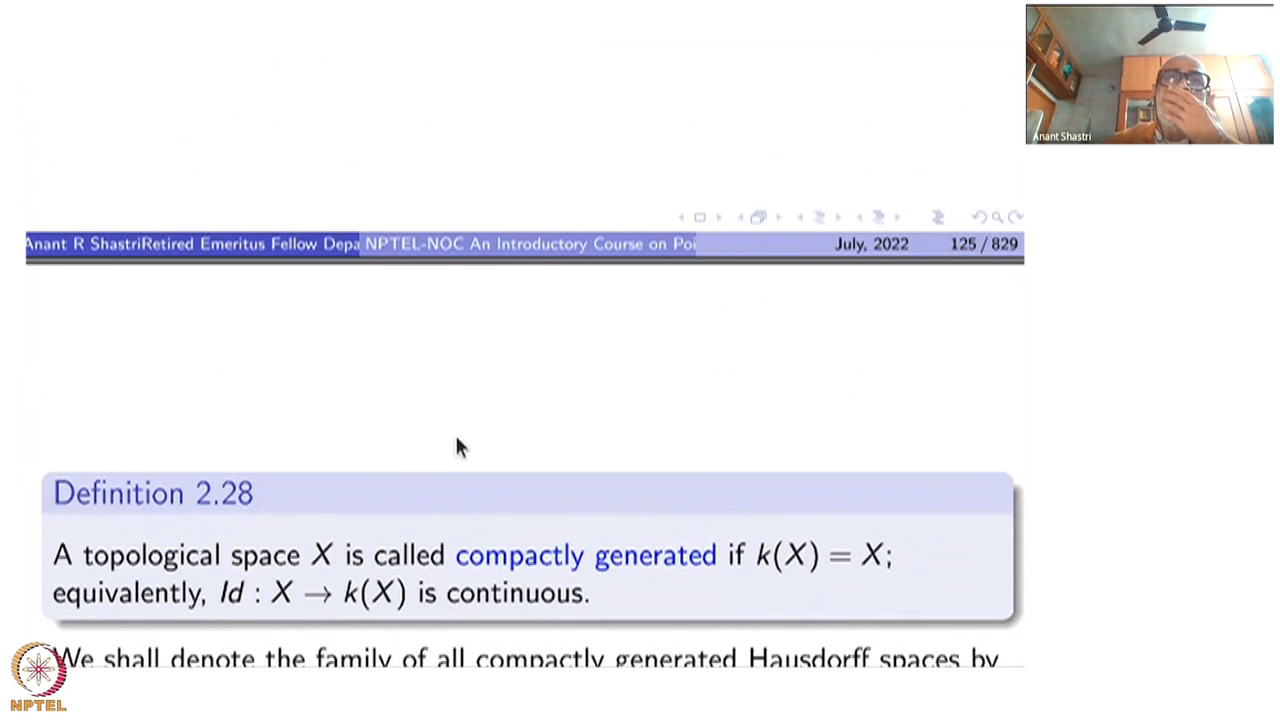 Anant Shastri
Anant R ShastriRetired Emeritus Fellow Depa NPTEL-NOC An Introductory Course on Poi July, 2022 125 / 829
Definition 2.28
A topological space X is called compactly generated if k(X) = X;
equivalently, Id : X → k(X) is continuous.
We shall denote the family of all compactly generated Hausdorff spaces by
NPTEL